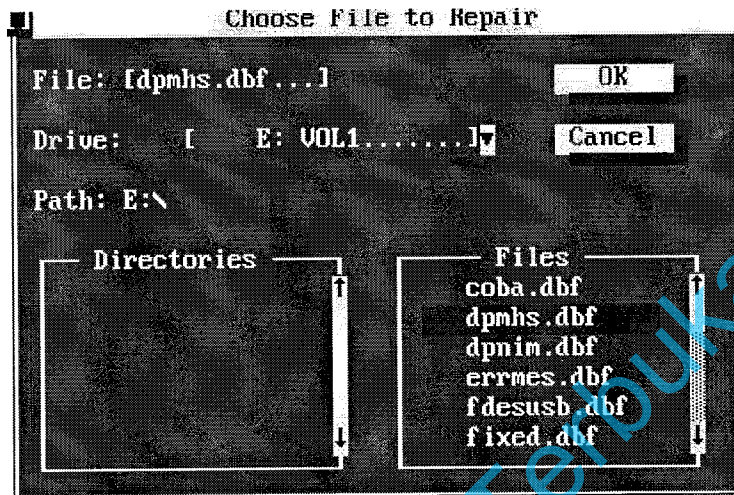 Choose File to Repair
File: [dpmhs.dbf...]
OK
Drive: [ E: VOL1.......]▼
Cancel
Path: E:\
Directories
Files
coba.dbf
dpmhs.dbf
dpnim.dbf
errmes.dbf
fdesusb.dbf
fixed.dbf
Terbuka